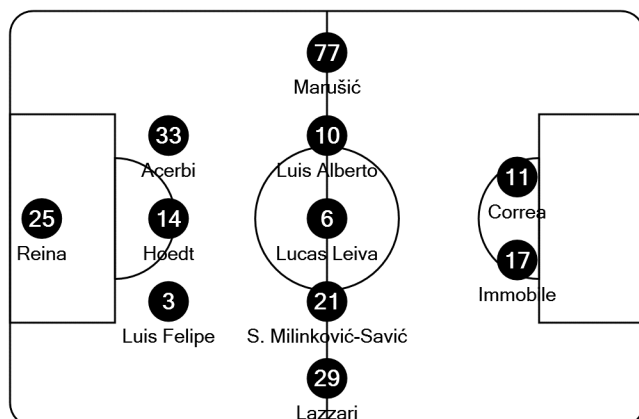 77
Marušić
33
Acerbi
10
Luis Alberto
11
Correa
25
Reina
14
Hoedt
6
Lucas Leiva
17
Immobile
3
Luis Felipe
21
S. Milinković-Savić
29
Lazzari